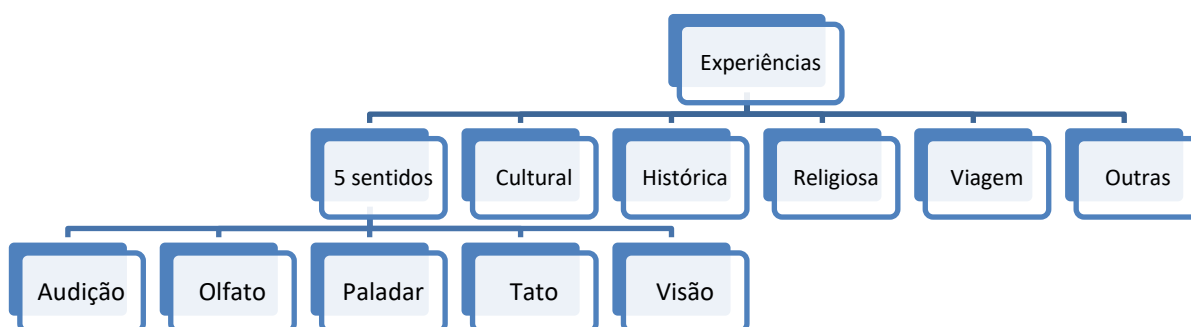 Experiências
5 sentidos
Cultural
Histórica
Religiosa
Viagem
Outras
Audição
Olfato
Paladar
Tato
Visão